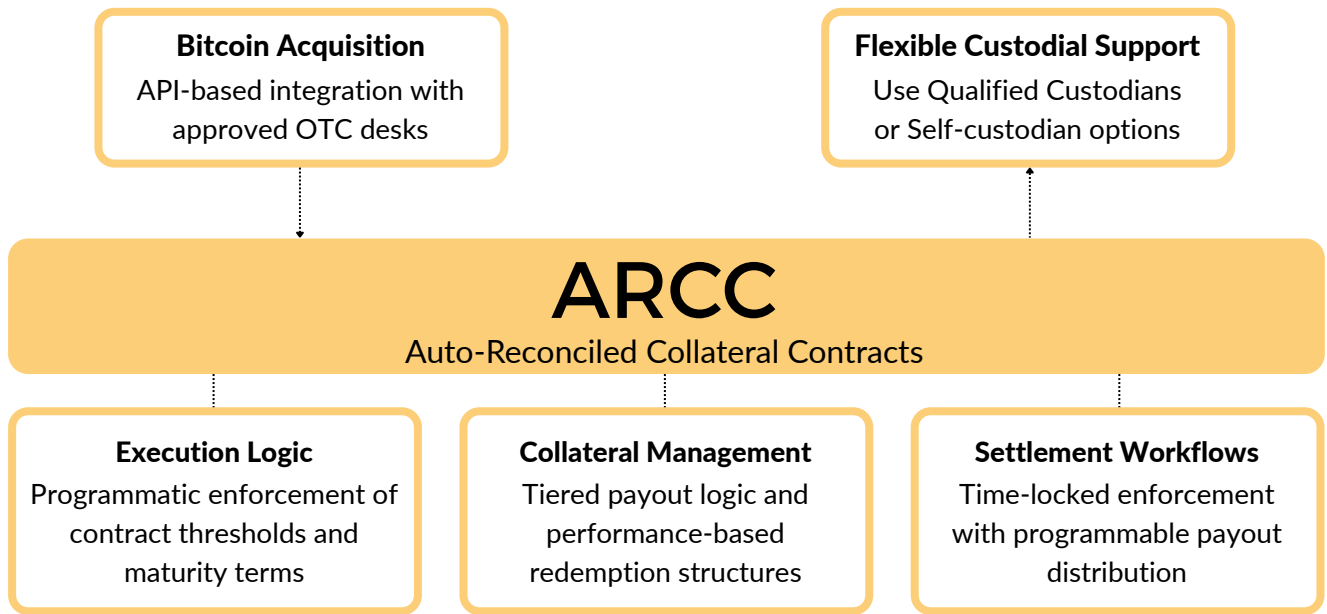 Bitcoin Acquisition
API-based integration with
approved OTC desks
Flexible Custodial Support
Use Qualified Custodians
or Self-custodian options
ARCC
Auto-Reconciled Collateral Contracts
Execution Logic
Programmatic enforcement of
contract thresholds and
maturity terms
Collateral Management
Tiered payout logic and
performance-based
redemption structures
Settlement Workflows
Time-locked enforcement
with programmable payout
distribution